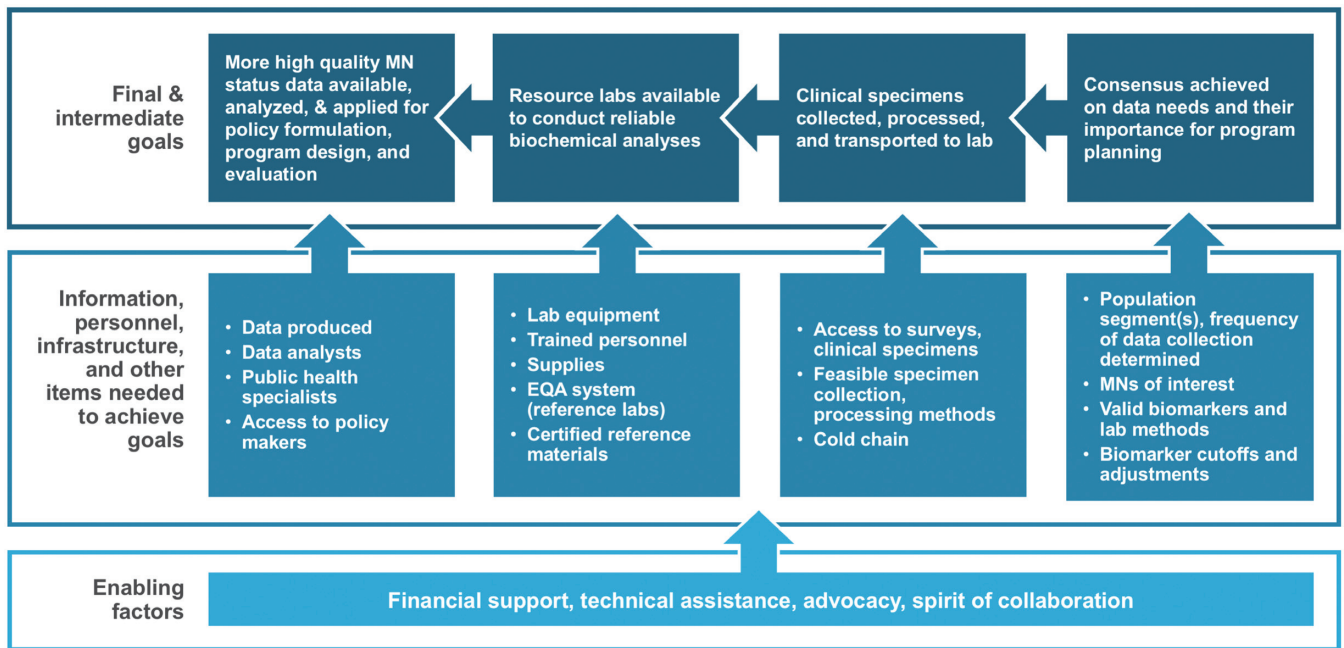 Final &
intermediate
goals
More high quality MN
status data available,
analyzed, & applied for
policy formulation,
program design, and
evaluation
Resource labs available
to conduct reliable
biochemical analyses
Clinical specimens
collected, processed,
and transported to lab
Consensus achieved
on data needs and their
importance for program
planning
Information,
personnel,
infrastructure,
and other
items needed
to achieve
goals
• Data produced
• Data analysts
• Public health
specialists
• Access to policy
makers
• Lab equipment
• Trained personnel
• Supplies
• EQA system
(reference labs)
• Certified reference
materials
• Access to surveys,
clinical specimens
• Feasible specimen
collection,
processing methods
• Cold chain
• Population
segment(s), frequency
of data collection
determined
• MNs of interest
• Valid biomarkers and
lab methods
• Biomarker cutoffs and
adjustments
Enabling
factors
Financial support, technical assistance, advocacy, spirit of collaboration